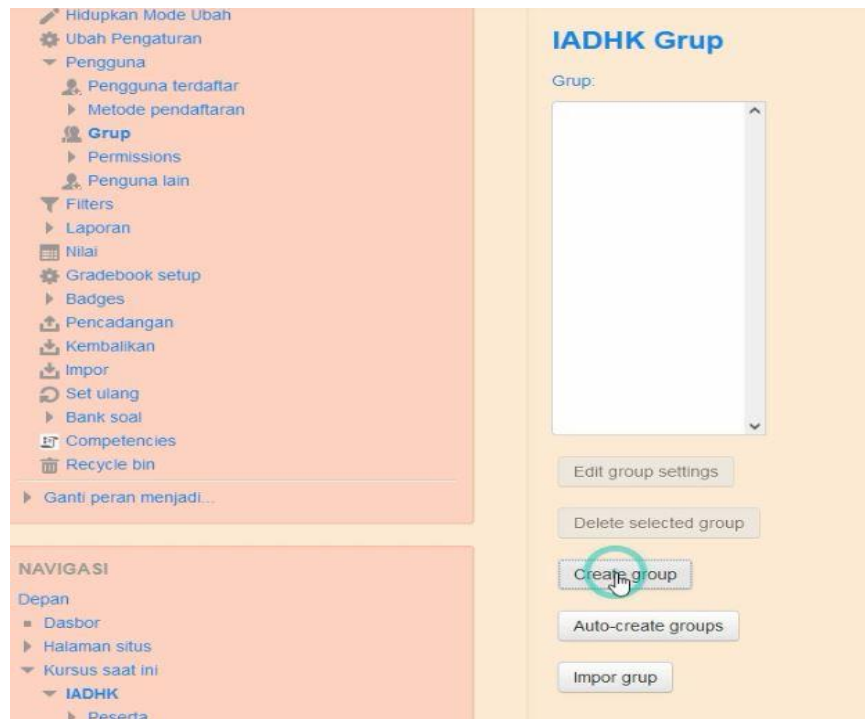 Hidupkan Mode Ubah
Ubah Pengaturan
Pengguna
Pengguna terdaftar
Metode pendaftaran
Grup
Permissions
Penguna lain
Filters
Laporan
Nilai
Gradebook setup
Badges
Pencadangan
Kembalikan
Impor
Set ulang
Bank soal
Competencies
Recycle bin
Ganti peran menjadi...
NAVIGASI
Depan
Dasbor
Halaman situs
Kursus saat ini
IADHK
Peserta
IADHK Grup
Grup:
Edit group settings
Delete selected group
Create group
Auto-create groups
Impor grup